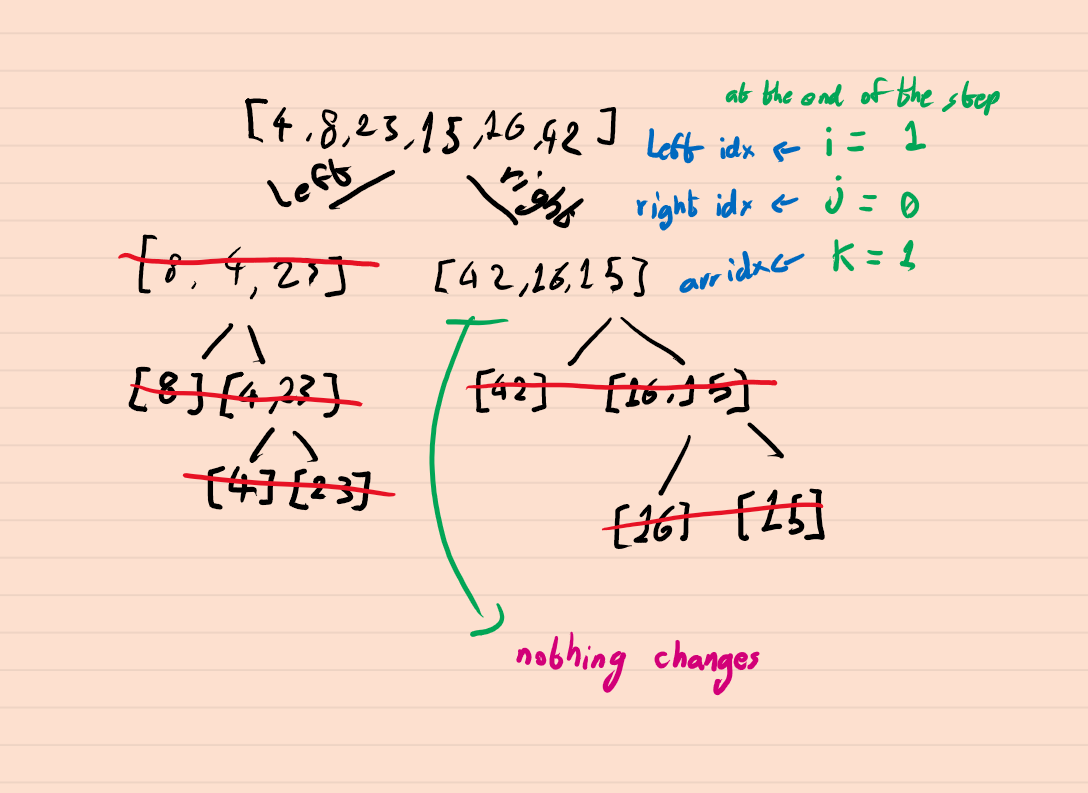 at the end of the step
[4,8,23,15,16,42]
Left idx ← i = 1
left
right
right idx ← j = 0
[8, 4, 23]
[42,16,15]
arr idx ← K = 1
[8] [4,23]
[42] [16,15]
[4] [23]
[16] [15]
nothing changes